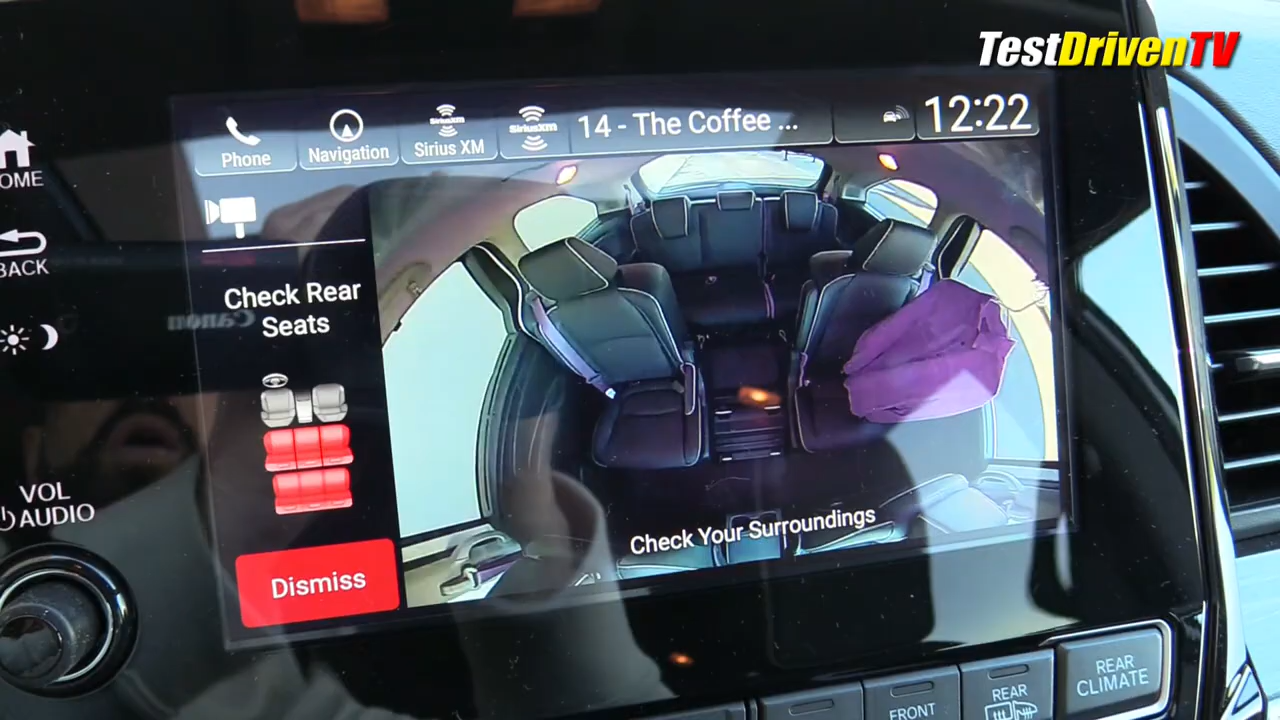 TestDrivenTV
HOME
BACK
VOL
AUDIO
Phone
Navigation
SiriusXM
Sirius XM
SiriusXM
14 - The Coffee ...
12:22
Check Rear
Seats
Canon
Dismiss
Check Your Surroundings
FRONT
REAR
REAR
CLIMATE